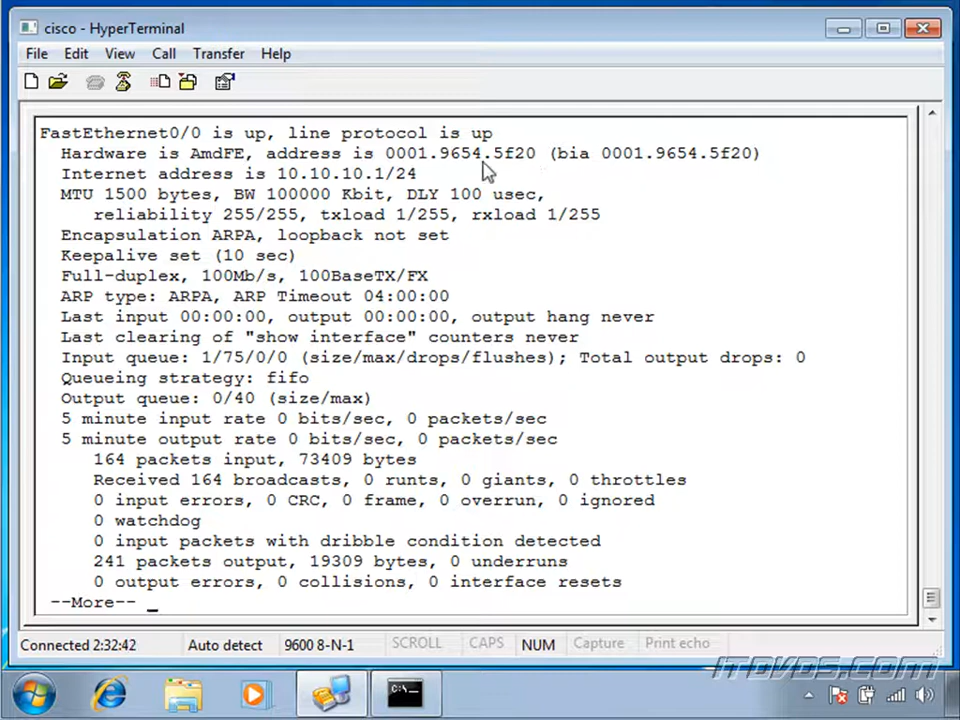 cisco - HyperTerminal
File Edit View Call Transfer Help
FastEthernet0/0 is up, line protocol is up
Hardware is AmdFE, address is 0001.9654.5f20 (bia 0001.9654.5f20)
Internet address is 10.10.10.1/24
MTU 1500 bytes, BW 100000 Kbit, DLY 100 usec,
reliability 255/255, txload 1/255, rxload 1/255
Encapsulation ARPA, loopback not set
Keepalive set (10 sec)
Full-duplex, 100Mb/s, 100BaseTX/FX
ARP type: ARPA, ARP Timeout 04:00:00
Last input 00:00:00, output 00:00:00, output hang never
Last clearing of "show interface" counters never
Input queue: 1/75/0/0 (size/max/drops/flushes); Total output drops: 0
Queueing strategy: fifo
Output queue: 0/40 (size/max)
5 minute input rate 0 bits/sec, 0 packets/sec
5 minute output rate 0 bits/sec, 0 packets/sec
164 packets input, 73409 bytes
Received 164 broadcasts, 0 runts, 0 giants, 0 throttles
0 input errors, 0 CRC, 0 frame, 0 overrun, 0 ignored
0 watchdog
0 input packets with dribble condition detected
241 packets output, 19309 bytes, 0 underruns
0 output errors, 0 collisions, 0 interface resets
--More-- _
Connected 2:32:42 Auto detect 9600 8-N-1 SCROLL CAPS NUM Capture Print echo
ITDVDS.COM
C:\_